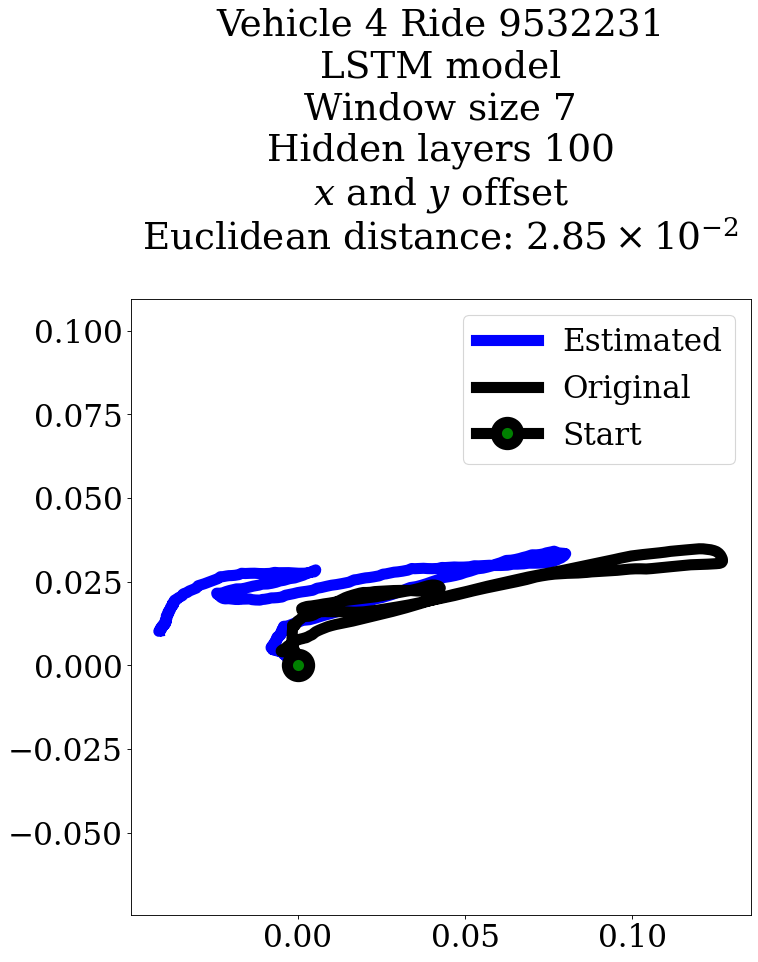 Vehicle 4 Ride 9532231
LSTM model
Window size 7
Hidden layers 100
x and y offset
Euclidean distance: 2.85 × 10⁻²
Estimated
Original
Start
0.100
0.075
0.050
0.025
0.000
−0.025
−0.050
0.00 0.05 0.10